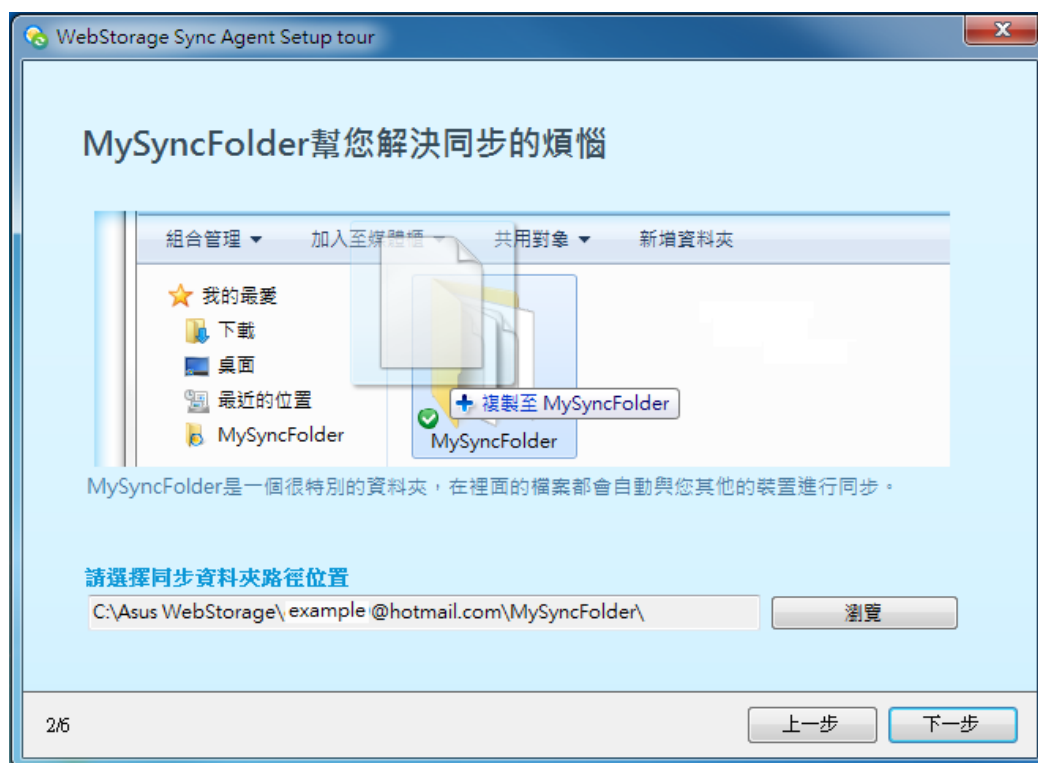 WebStorage Sync Agent Setup tour
MySyncFolder幫您解決同步的煩惱
組合管理 加入至媒體櫃 共用對象 新增資料夾
我的最愛
下載
桌面
最近的位置
MySyncFolder
複製至 MySyncFolder
MySyncFolder
MySyncFolder是一個很特別的資料夾，在裡面的檔案都會自動與您其他的裝置進行同步。
請選擇同步資料夾路徑位置
C:\Asus WebStorage\example@hotmail.com\MySyncFolder\ 瀏覽
2/6 上一步 下一步